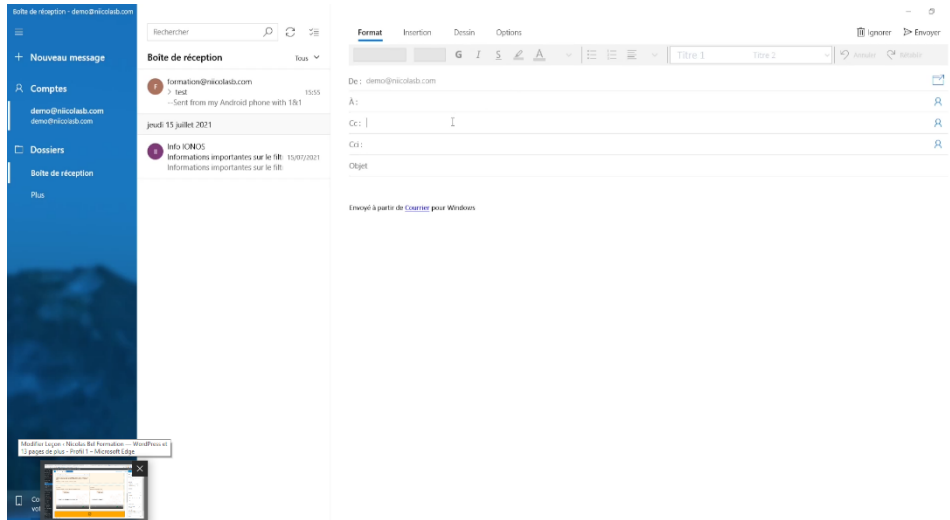 Boîte de réception - demo@niicolasb.com
Rechercher
Format Insertion Dessin Options
Ignorer Envoyer
+ Nouveau message
Boîte de réception Tous
G I S A
Titre 1 Titre 2
Annuler Rétablir
Comptes
demo@niicolasb.com
demo@niicolasb.com
Dossiers
Boîte de réception
Plus
F
formation@niicolasb.com
> test 15:55
--Sent from my Android phone with 1&1
jeudi 15 juillet 2021
Info IONOS
Informations importantes sur le filt 15/07/2021
Informations importantes sur le filt
De : demo@niicolasb.com
À :
Cc :
Cci :
Objet
Envoyé à partir de Courrier pour Windows
Modifier Leçon ‹ Nicolas Bel Formation — WordPress et
13 pages de plus - Profil 1 – Microsoft Edge